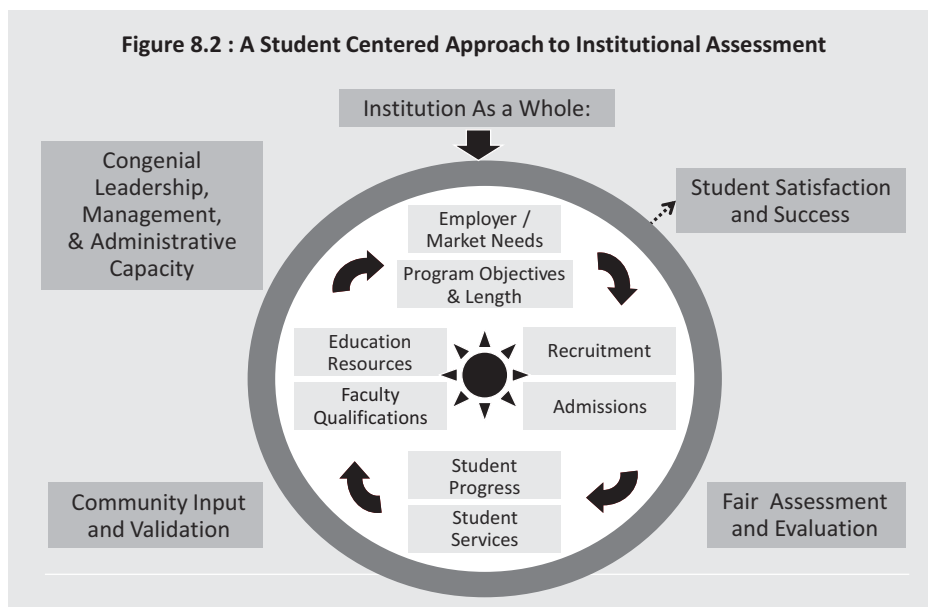 Figure 8.2 : A Student Centered Approach to Institutional Assessment
Institution As a Whole:
Congenial
Leadership,
Management,
& Administrative
Capacity
Student Satisfaction
and Success
Employer /
Market Needs
Program Objectives
& Length
Education
Resources
Recruitment
Faculty
Qualifications
Admissions
Student
Progress
Student
Services
Community Input
and Validation
Fair Assessment
and Evaluation